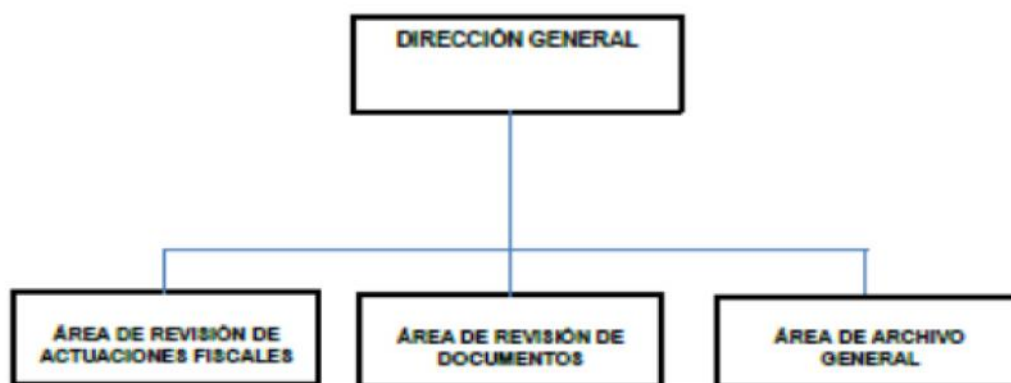 DIRECCIÓN GENERAL
ÁREA DE REVISIÓN DE
ACTUACIONES FISCALES
ÁREA DE REVISIÓN DE
DOCUMENTOS
ÁREA DE ARCHIVO
GENERAL